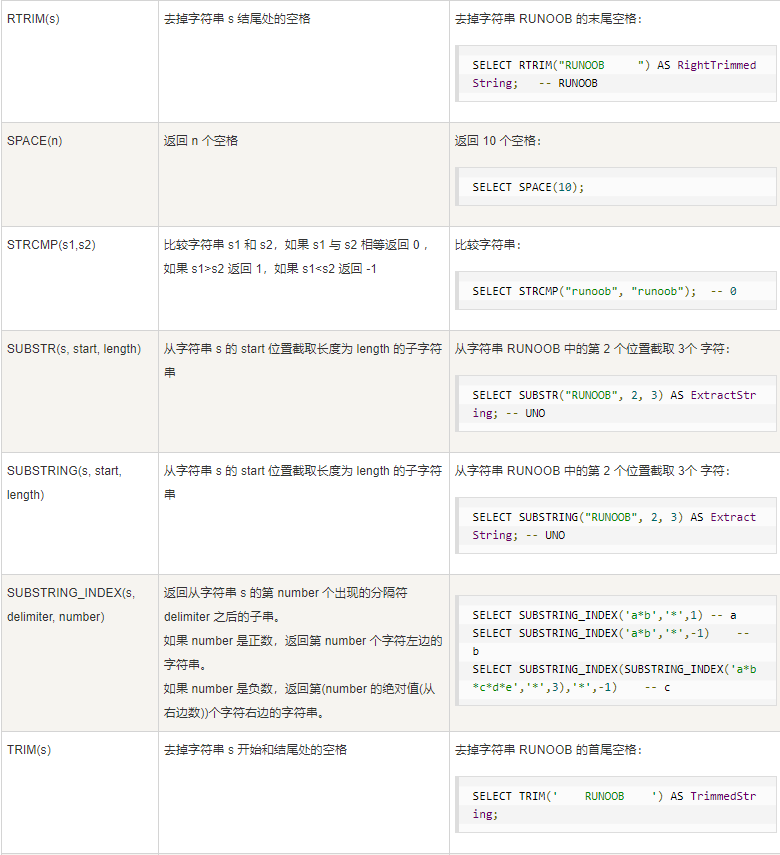 RTRIM(s)
去掉字符串 s 结尾处的空格
去掉字符串 RUNOOB 的末尾空格：
SELECT RTRIM("RUNOOB     ") AS RightTrimmed
String;   -- RUNOOB
SPACE(n)
返回 n 个空格
返回 10 个空格：
SELECT SPACE(10);
STRCMP(s1,s2)
比较字符串 s1 和 s2，如果 s1 与 s2 相等返回 0 ，
如果 s1>s2 返回 1，如果 s1<s2 返回 -1
比较字符串：
SELECT STRCMP("runoob", "runoob");  -- 0
SUBSTR(s, start, length)
从字符串 s 的 start 位置截取长度为 length 的子字符
串
从字符串 RUNOOB 中的第 2 个位置截取 3个 字符：
SELECT SUBSTR("RUNOOB", 2, 3) AS ExtractStr
ing; -- UNO
SUBSTRING(s, start,
length)
从字符串 s 的 start 位置截取长度为 length 的子字符
串
从字符串 RUNOOB 中的第 2 个位置截取 3个 字符：
SELECT SUBSTRING("RUNOOB", 2, 3) AS Extract
String; -- UNO
SUBSTRING_INDEX(s,
delimiter, number)
返回从字符串 s 的第 number 个出现的分隔符
delimiter 之后的子串。
如果 number 是正数，返回第 number 个字符左边的
字符串。
如果 number 是负数，返回第(number 的绝对值(从
右边数))个字符右边的字符串。
SELECT SUBSTRING_INDEX('a*b','*',1) -- a
SELECT SUBSTRING_INDEX('a*b','*',-1)    --
b
SELECT SUBSTRING_INDEX(SUBSTRING_INDEX('a*b
*c*d*e','*',3),'*',-1)    -- c
TRIM(s)
去掉字符串 s 开始和结尾处的空格
去掉字符串 RUNOOB 的首尾空格：
SELECT TRIM('    RUNOOB    ') AS TrimmedStr
ing;